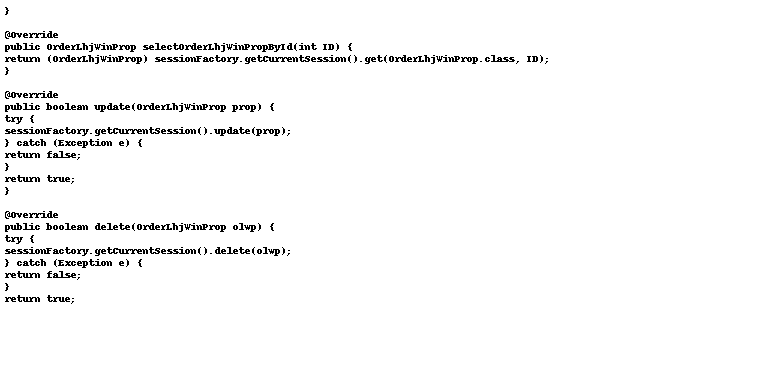 }
@Override
public OrderLhjWinProp selectOrderLhjWinPropById(int ID) {
return (OrderLhjWinProp) sessionFactory.getCurrentSession().get(OrderLhjWinProp.class, ID);
}
@Override
public boolean update(OrderLhjWinProp prop) {
try {
sessionFactory.getCurrentSession().update(prop);
} catch (Exception e) {
return false;
}
return true;
}
@Override
public boolean delete(OrderLhjWinProp olwp) {
try {
sessionFactory.getCurrentSession().delete(olwp);
} catch (Exception e) {
return false;
}
return true;